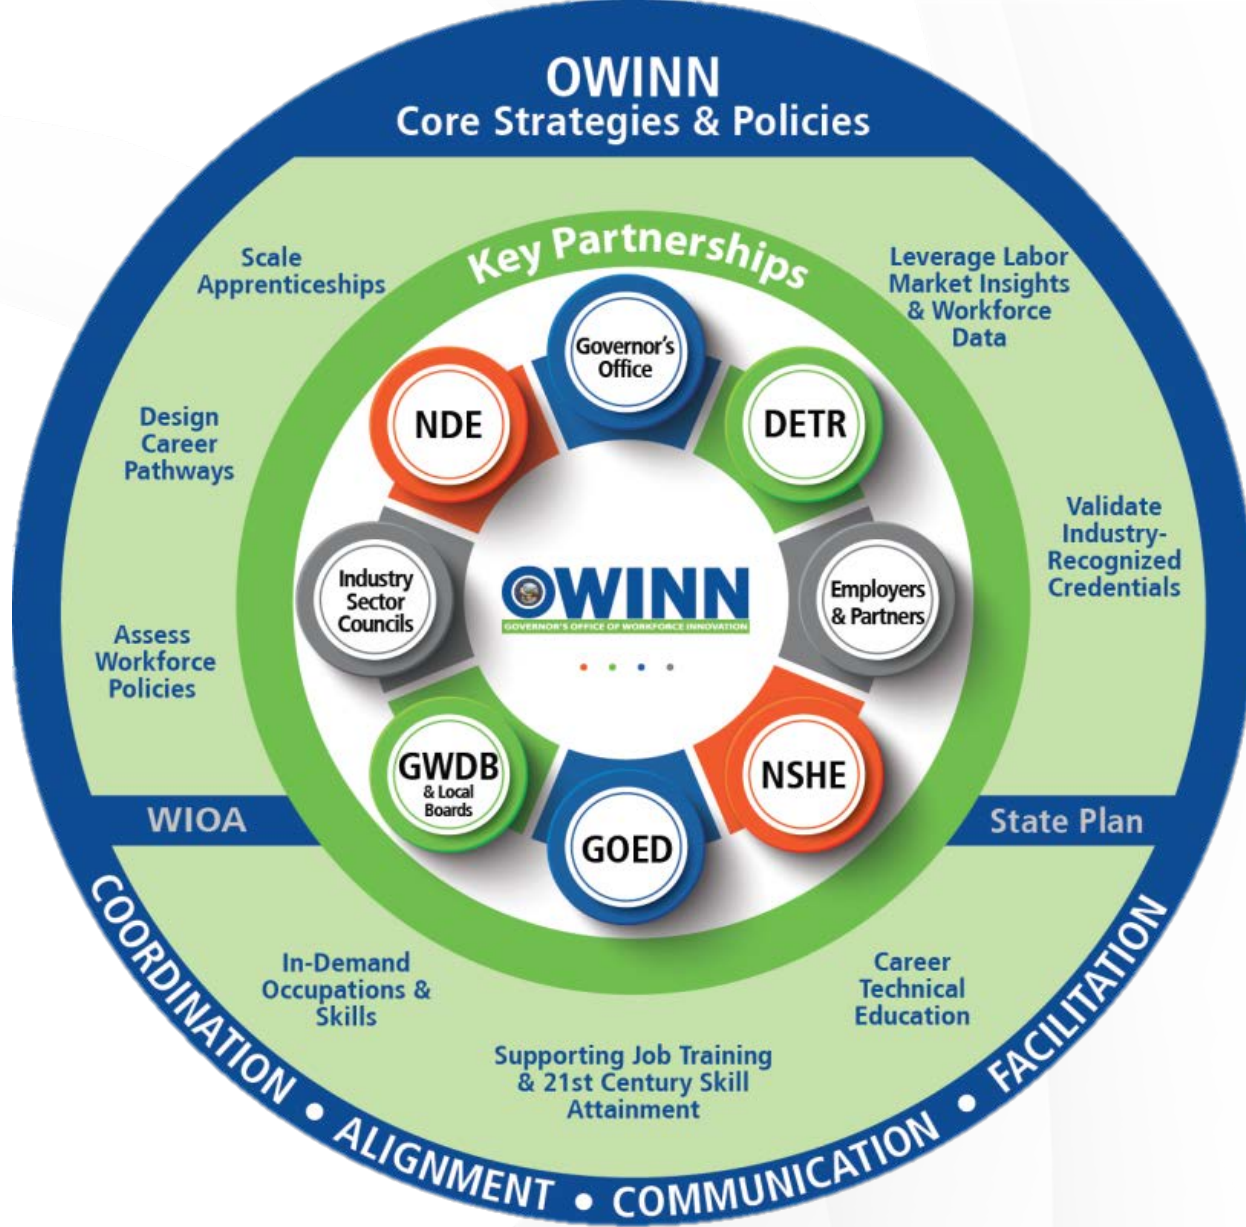 OWINN
Core Strategies & Policies
Key Partnerships
Scale
Apprenticeships
Leverage Labor
Market Insights
& Workforce
Data
Design
Career
Pathways
Validate
Industry-
Recognized
Credentials
Assess
Workforce
Policies
Governor's
Office
NDE
DETR
Industry
Sector
Councils
Employers
& Partners
OWINN
GOVERNOR'S OFFICE OF WORKFORCE INNOVATION
GWDB
& Local
Boards
NSHE
GOED
WIOA
State Plan
In-Demand
Occupations &
Skills
Career
Technical
Education
Supporting Job Training
& 21st Century Skill
Attainment
COORDINATION • ALIGNMENT • COMMUNICATION • FACILITATION